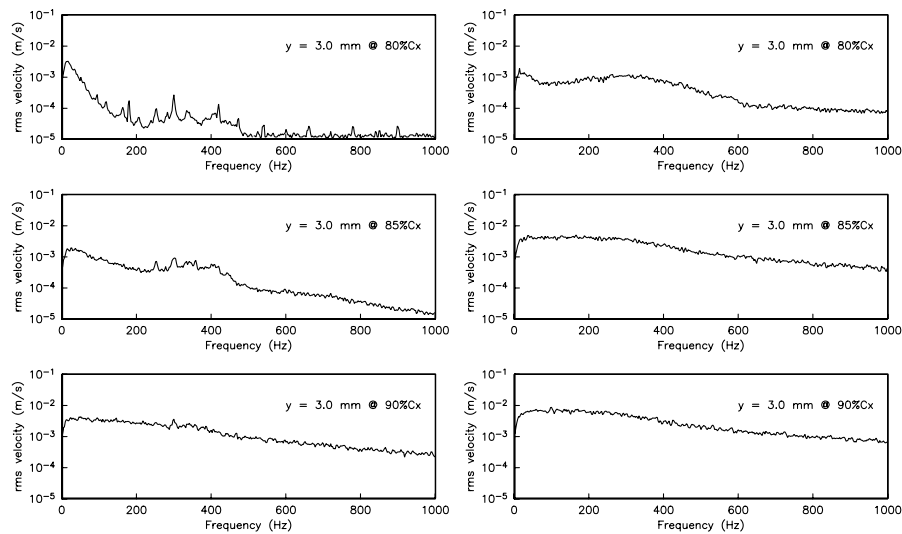 rms velocity (m/s)
10⁻¹
10⁻²
10⁻³
10⁻⁴
10⁻⁵
y = 3.0 mm @ 80%Cx
0 200 400 600 800 1000
Frequency (Hz)
rms velocity (m/s)
10⁻¹
10⁻²
10⁻³
10⁻⁴
10⁻⁵
y = 3.0 mm @ 80%Cx
0 200 400 600 800 1000
Frequency (Hz)
rms velocity (m/s)
10⁻¹
10⁻²
10⁻³
10⁻⁴
10⁻⁵
y = 3.0 mm @ 85%Cx
0 200 400 600 800 1000
Frequency (Hz)
rms velocity (m/s)
10⁻¹
10⁻²
10⁻³
10⁻⁴
10⁻⁵
y = 3.0 mm @ 85%Cx
0 200 400 600 800 1000
Frequency (Hz)
rms velocity (m/s)
10⁻¹
10⁻²
10⁻³
10⁻⁴
10⁻⁵
y = 3.0 mm @ 90%Cx
0 200 400 600 800 1000
Frequency (Hz)
rms velocity (m/s)
10⁻¹
10⁻²
10⁻³
10⁻⁴
10⁻⁵
y = 3.0 mm @ 90%Cx
0 200 400 600 800 1000
Frequency (Hz)